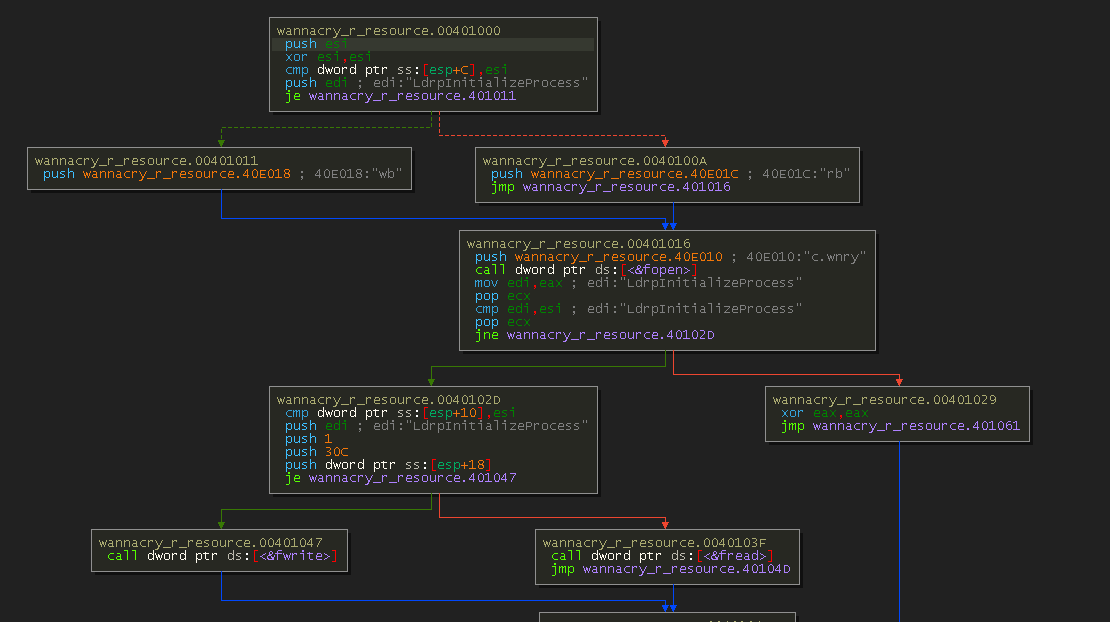 wannacry_r_resource.00401000
push esi
xor esi,esi
cmp dword ptr ss:[esp+C],esi
push edi ; edi:"LdrpInitializeProcess"
je wannacry_r_resource.401011
wannacry_r_resource.00401011
push wannacry_r_resource.40E018 ; 40E018:"wb"
wannacry_r_resource.0040100A
push wannacry_r_resource.40E01C ; 40E01C:"rb"
jmp wannacry_r_resource.401016
wannacry_r_resource.00401016
push wannacry_r_resource.40E010 ; 40E010:"c.wnry"
call dword ptr ds:[<&fopen>]
mov edi,eax ; edi:"LdrpInitializeProcess"
pop ecx
cmp edi,esi ; edi:"LdrpInitializeProcess"
pop ecx
jne wannacry_r_resource.40102D
wannacry_r_resource.0040102D
cmp dword ptr ss:[esp+10],esi
push edi ; edi:"LdrpInitializeProcess"
push 1
push 30C
push dword ptr ss:[esp+18]
je wannacry_r_resource.401047
wannacry_r_resource.00401029
xor eax,eax
jmp wannacry_r_resource.401061
wannacry_r_resource.00401047
call dword ptr ds:[<&fwrite>]
wannacry_r_resource.0040103F
call dword ptr ds:[<&fread>]
jmp wannacry_r_resource.40104D